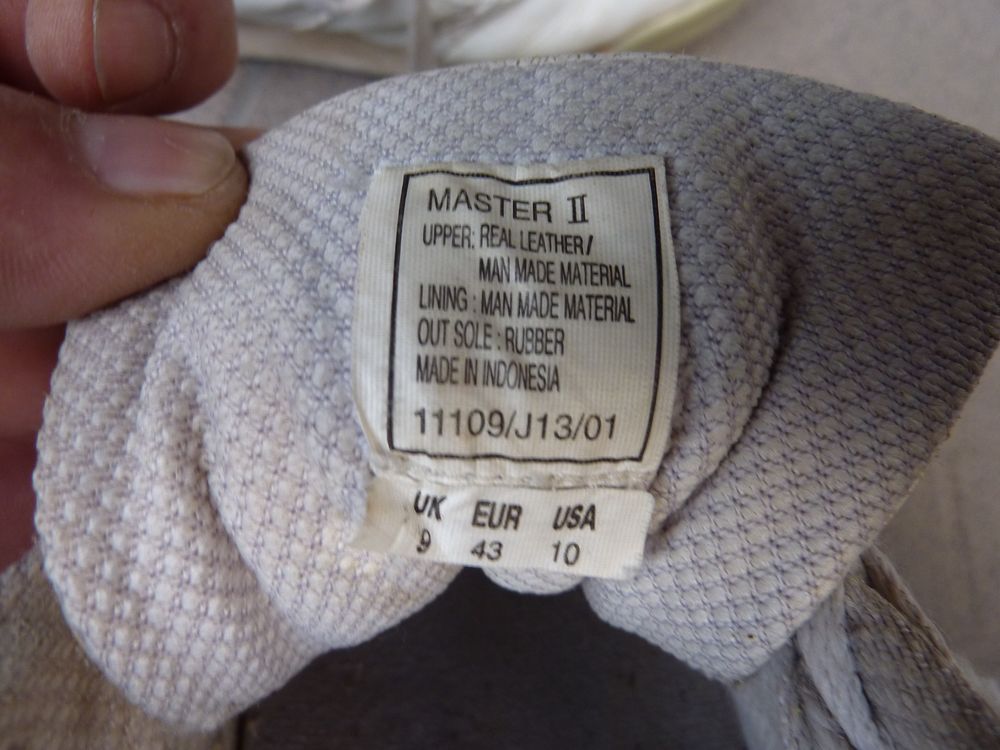 MASTER II
UPPER: REAL LEATHER/
MAN MADE MATERIAL
LINING : MAN MADE MATERIAL
OUT SOLE : RUBBER
MADE IN INDONESIA
11109/J13/01
UK EUR USA
9 43 10